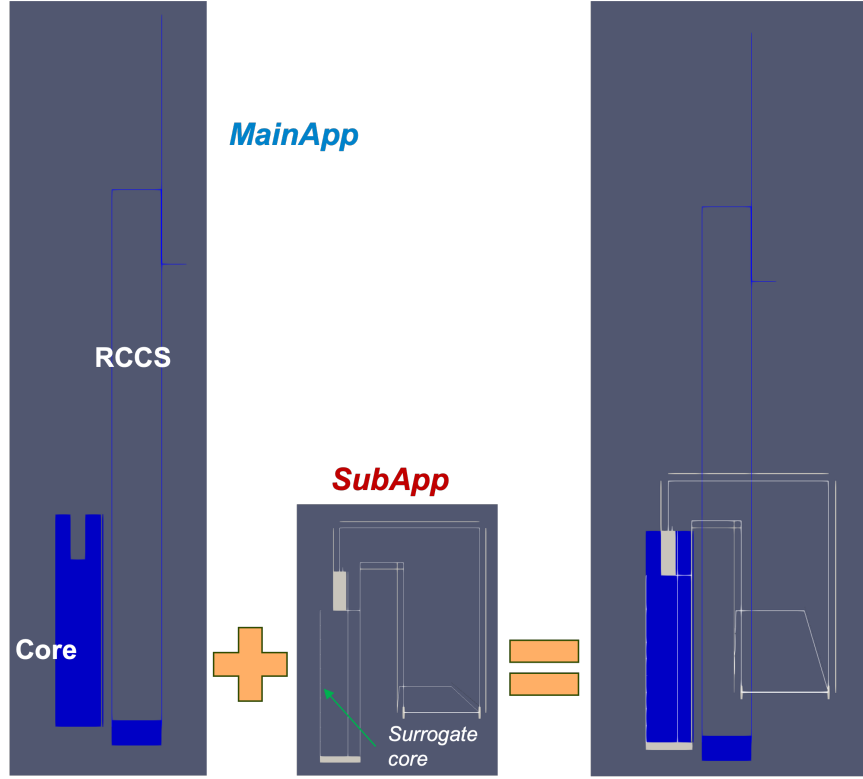 MainApp
RCCS
SubApp
Core
Surrogate
core